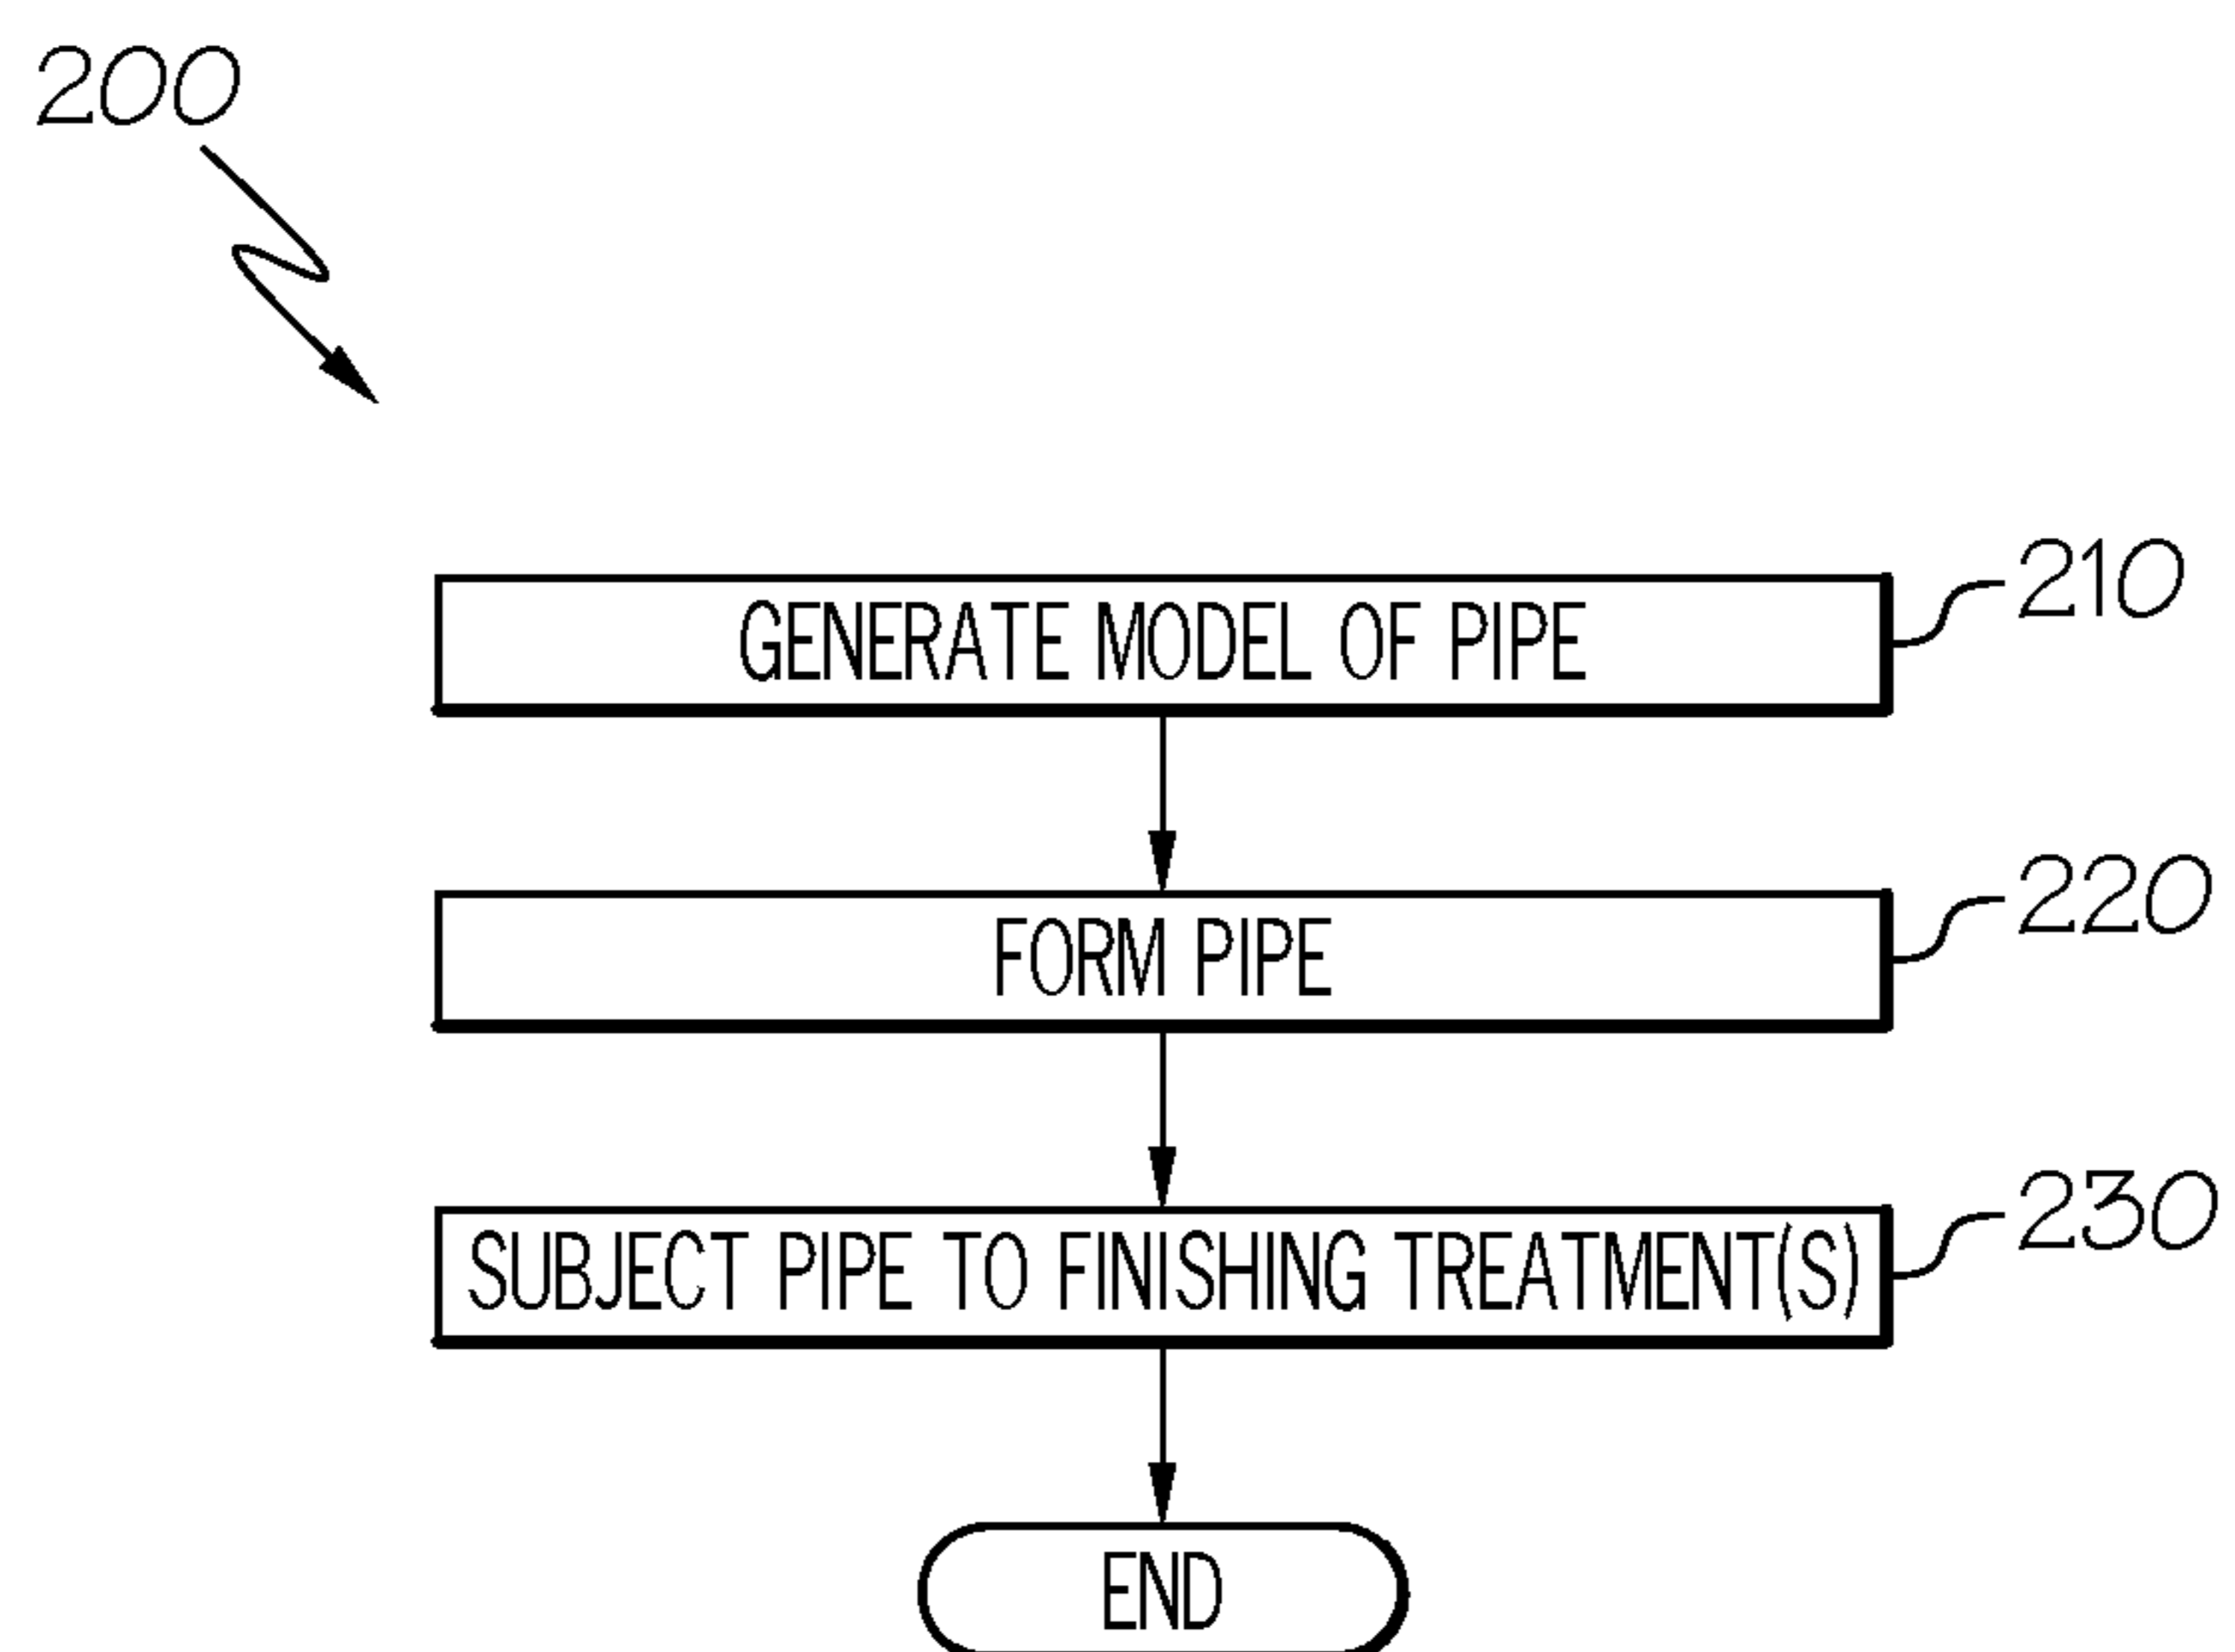 200
GENERATE MODEL OF PIPE
210
FORM PIPE
220
SUBJECT PIPE TO FINISHING TREATMENT(S)
230
END